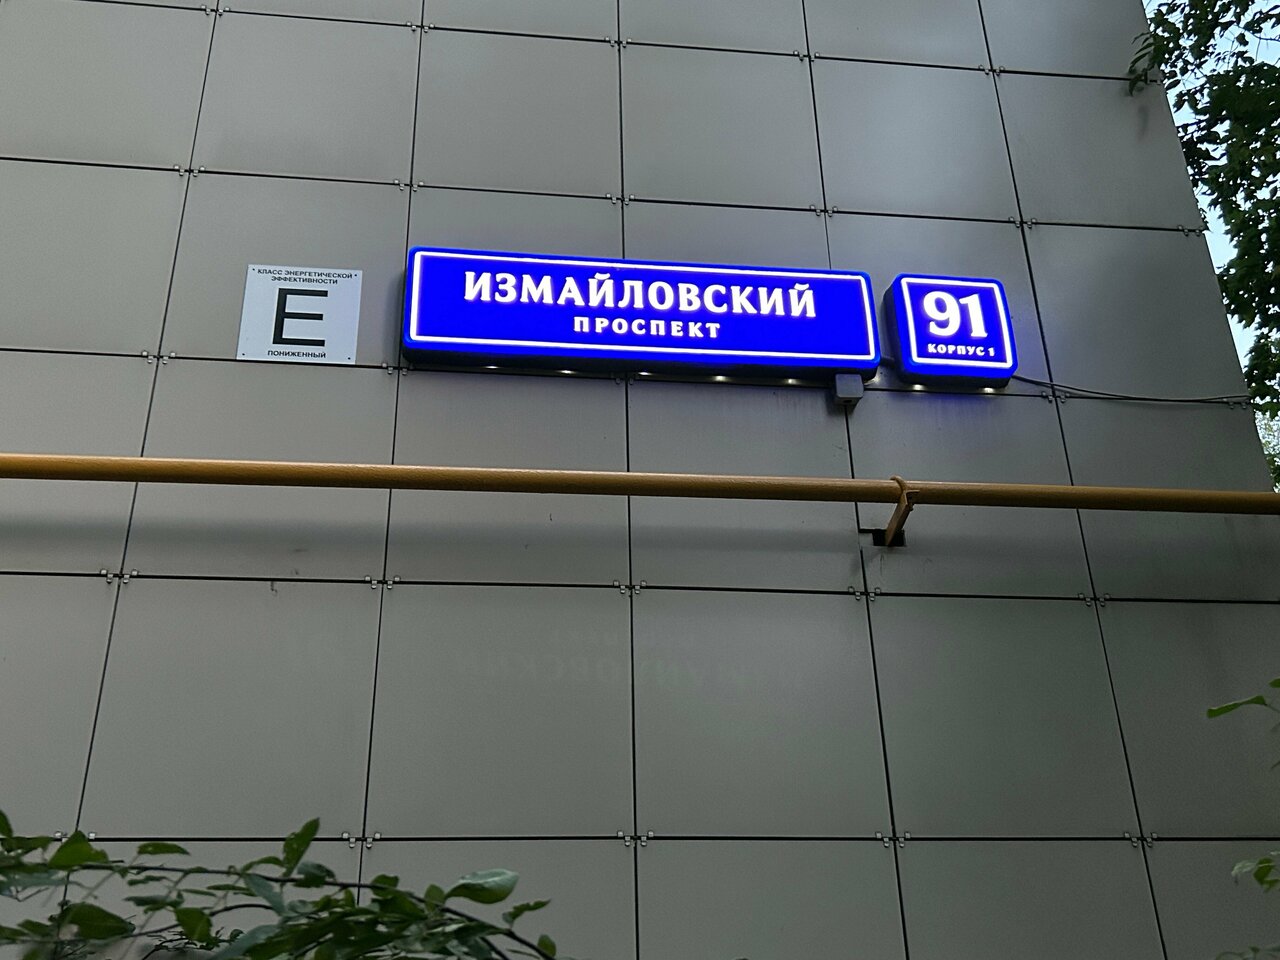 КЛАСС ЭНЕРГЕТИЧЕСКОЙ
ЭФФЕКТИВНОСТИ
E
ПОНИЖЕННЫЙ
ИЗМАЙЛОВСКИЙ
ПРОСПЕКТ
91
КОРПУС 1